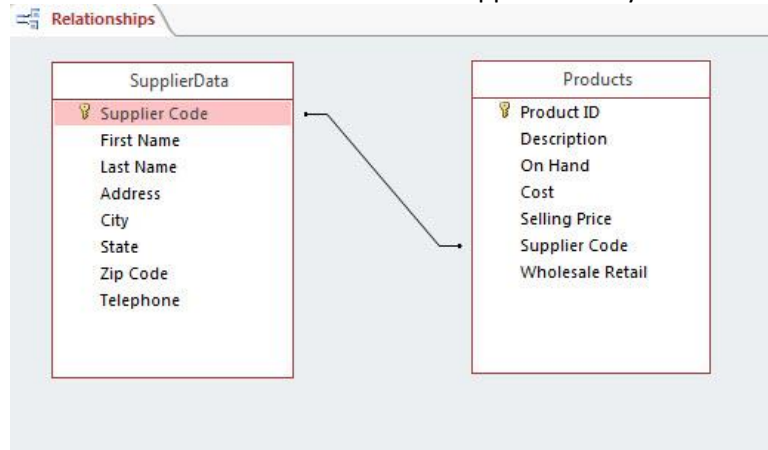 Relationships
SupplierData
Supplier Code
First Name
Last Name
Address
City
State
Zip Code
Telephone
Products
Product ID
Description
On Hand
Cost
Selling Price
Supplier Code
Wholesale Retail